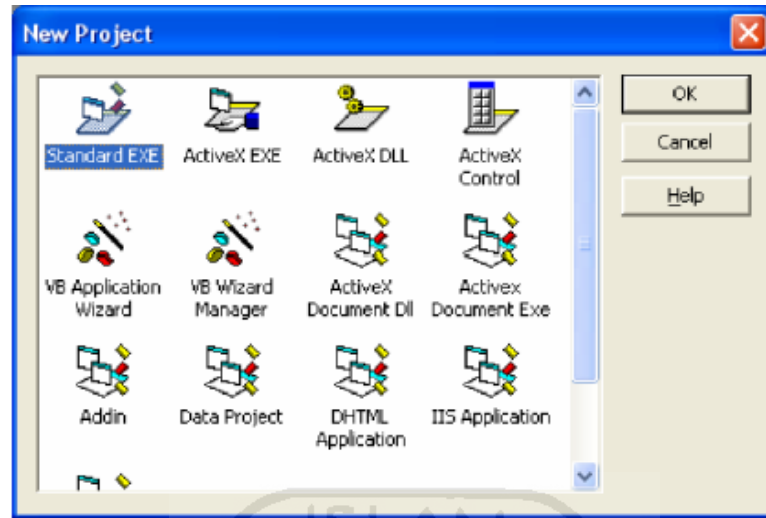 New Project
Standard EXE
ActiveX EXE
ActiveX DLL
ActiveX
Control
VB Application
Wizard
VB Wizard
Manager
ActiveX
Document Dll
Activex
Document Exe
Addin
Data Project
DHTML
Application
IIS Application
OK
Cancel
Help
ISLAM